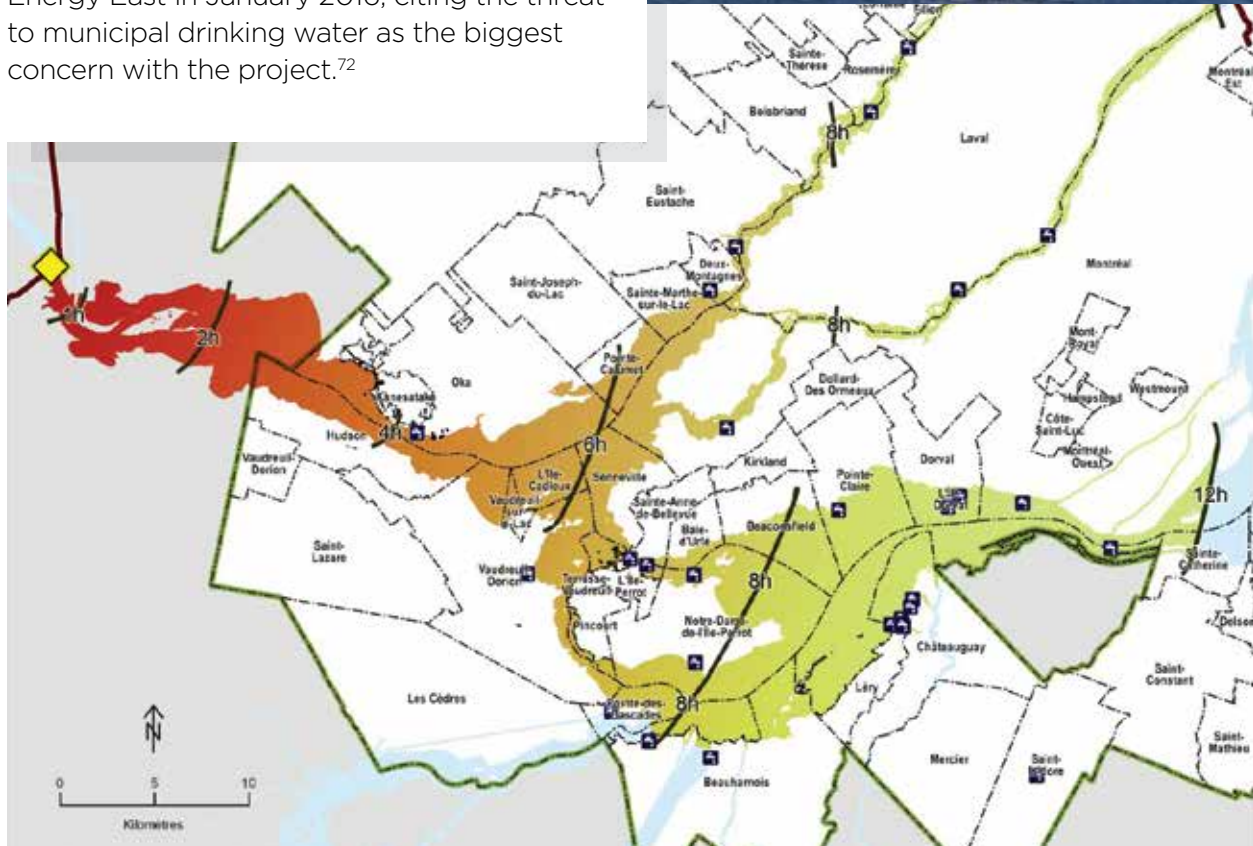 Energy East in January 2016, citing the threat
to municipal drinking water as the biggest
concern with the project.72
Sainte-
Thérèse
Rosemère
Boisbriand
Montréal
Est
8h
Laval
Saint-
Eustache
Deux-
Montagnes
Saint-Joseph-
du-Lac
Sainte-Marthe-
sur-le-Lac
Montréal
1h
2h
8h
Mont-
Royal
Pointe-
Calumet
Oka
Kanesatake
Dollard-
Des Ormeaux
Hampstead
Westmount
Côte-
Saint-Luc
Montréal-
Ouest
Hudson
4h
6h
Vaudreuil-
Dorion
L'Île-
Cadieux
Senneville
Kirkland
Pointe-
Claire
Dorval
L'Île
Dorval
Vaudreuil-
sur-
le-Lac
Sainte-Anne-
de-Bellevue
Baie-
d'Urfe
Beaconsfield
12h
Saint-
Lazare
Vaudreuil
Dorion
Terrasse-
Vaudreuil
L'Île-
Perrot
8h
Sainte-
Catherine
Pincourt
Notre-Dame-
de-l'Île-Perrot
Delson
Châteauguay
Les Cèdres
Pointe-des-
Cascades
8h
Léry
Saint-
Constant
N
Mercier
Saint-
Isidore
Saint-
Mathieu
Beauharnois
0 5 10
Kilomètres